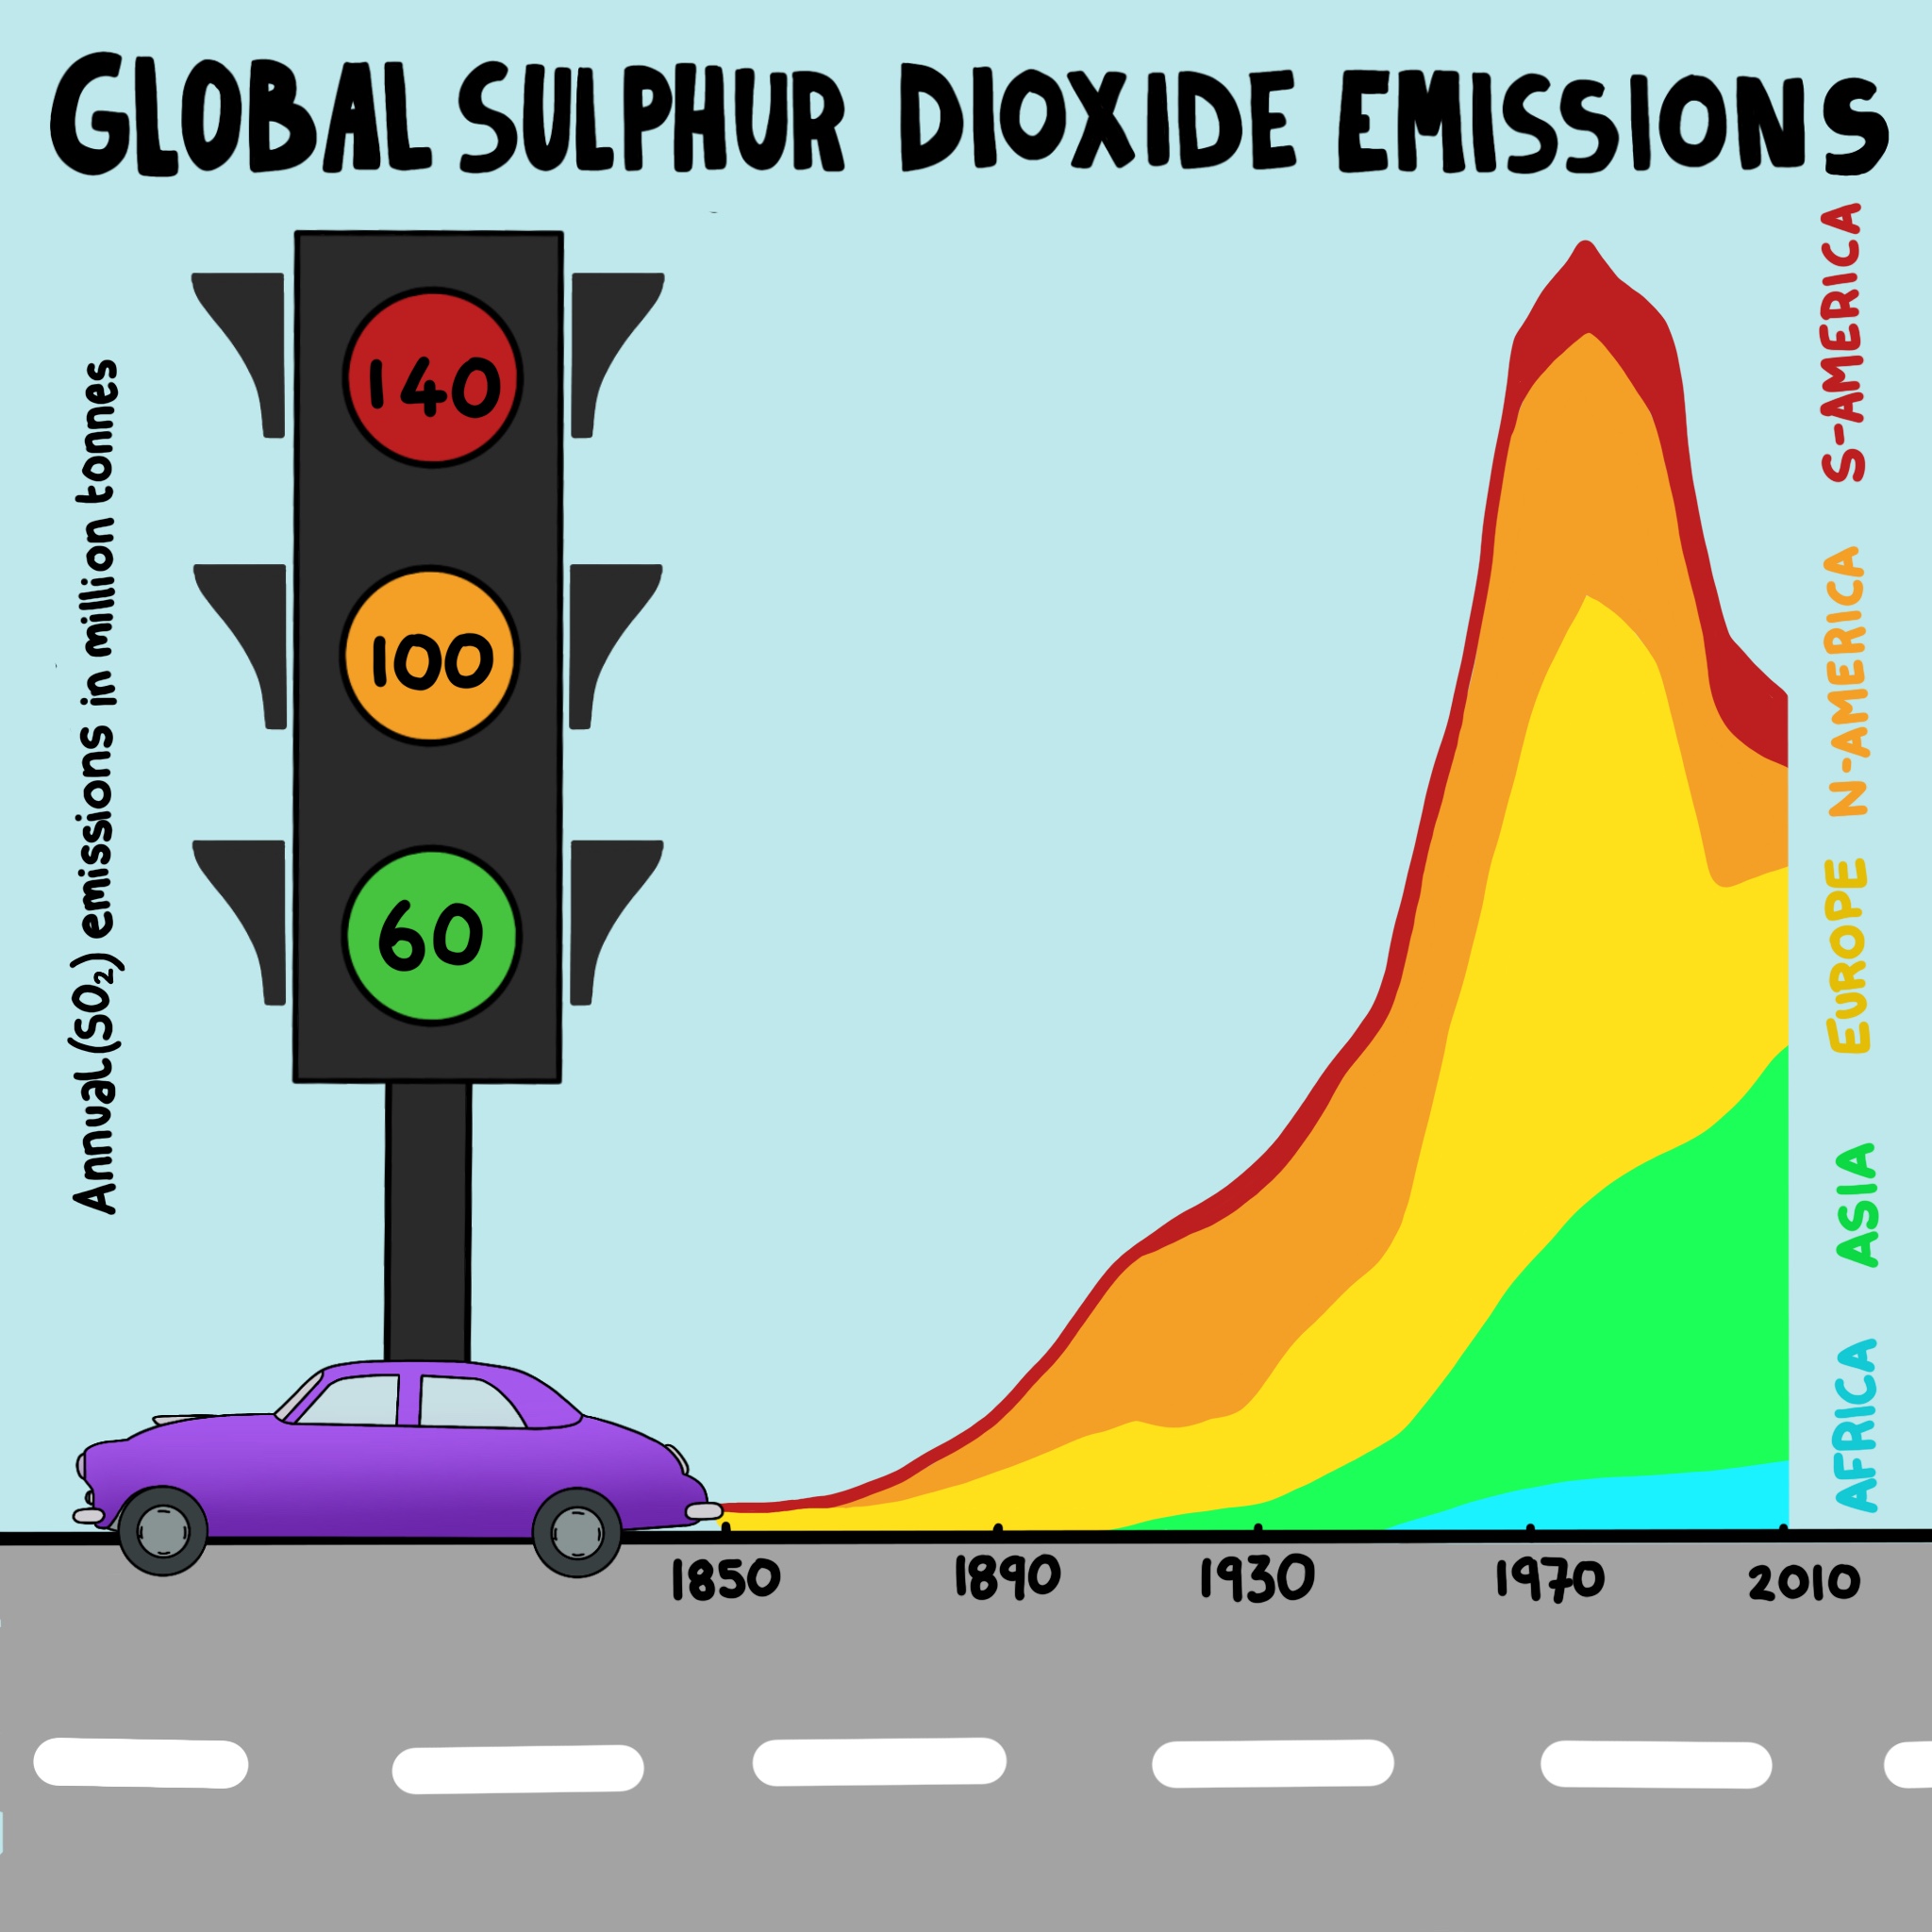 GLOBAL SULPHUR DIOXIDE EMISSIONS
Annual (SO₂) emissions in million tonnes
140
100
60
S-AMERICA
N-AMERICA
EUROPE
ASIA
AFRICA
1850
1890
1930
1970
2010